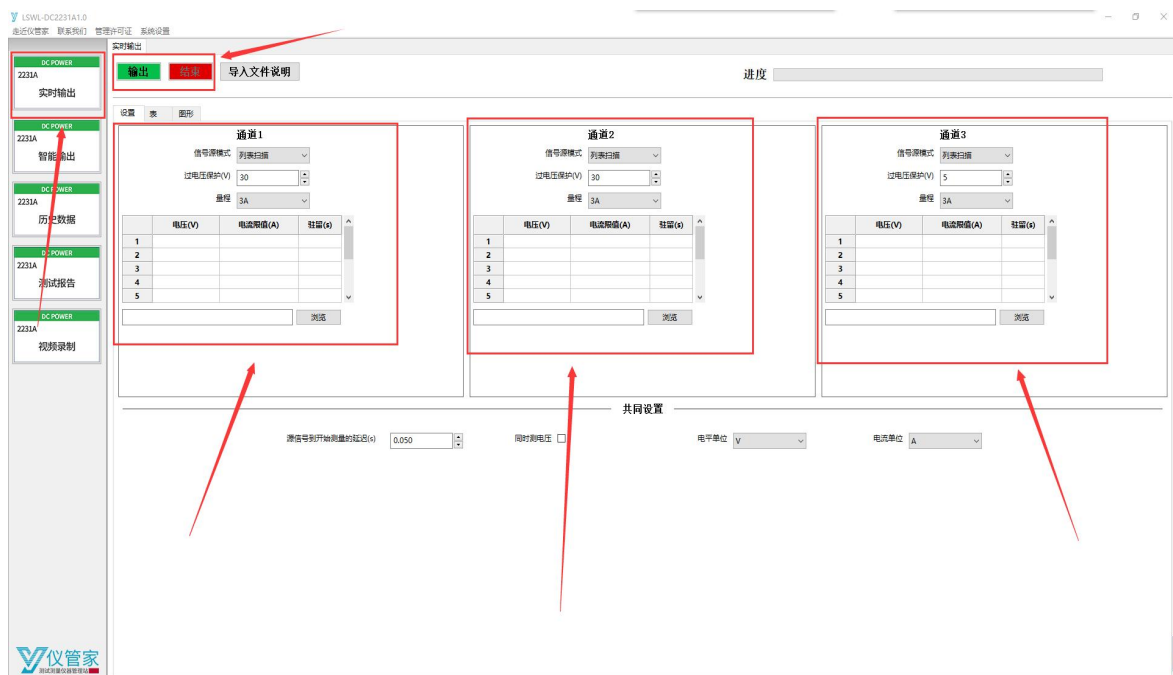 LSWL-DC2231A1.0
走近仪管家 联系我们 管理许可证 系统设置
DC POWER
2231A
实时输出
DC POWER
2231A
智能输出
DC POWER
2231A
历史数据
DC POWER
2231A
测试报告
DC POWER
2231A
视频录制
实时输出
输出 结束 导入文件说明 进度
设置 表 图形
通道1
信号源模式 列表扫描
过电压保护(V) 30
量程 3A
电压(V) 电流限值(A) 驻留(s)
1
2
3
4
5
浏览
通道2
信号源模式 列表扫描
过电压保护(V) 30
量程 3A
电压(V) 电流限值(A) 驻留(s)
1
2
3
4
5
浏览
通道3
信号源模式 列表扫描
过电压保护(V) 5
量程 3A
电压(V) 电流限值(A) 驻留(s)
1
2
3
4
5
浏览
共同设置
源信号到开始测量的延迟(s) 0.050 同时测电压 电平单位 V 电流单位 A
仪管家
测试测量仪器管理站